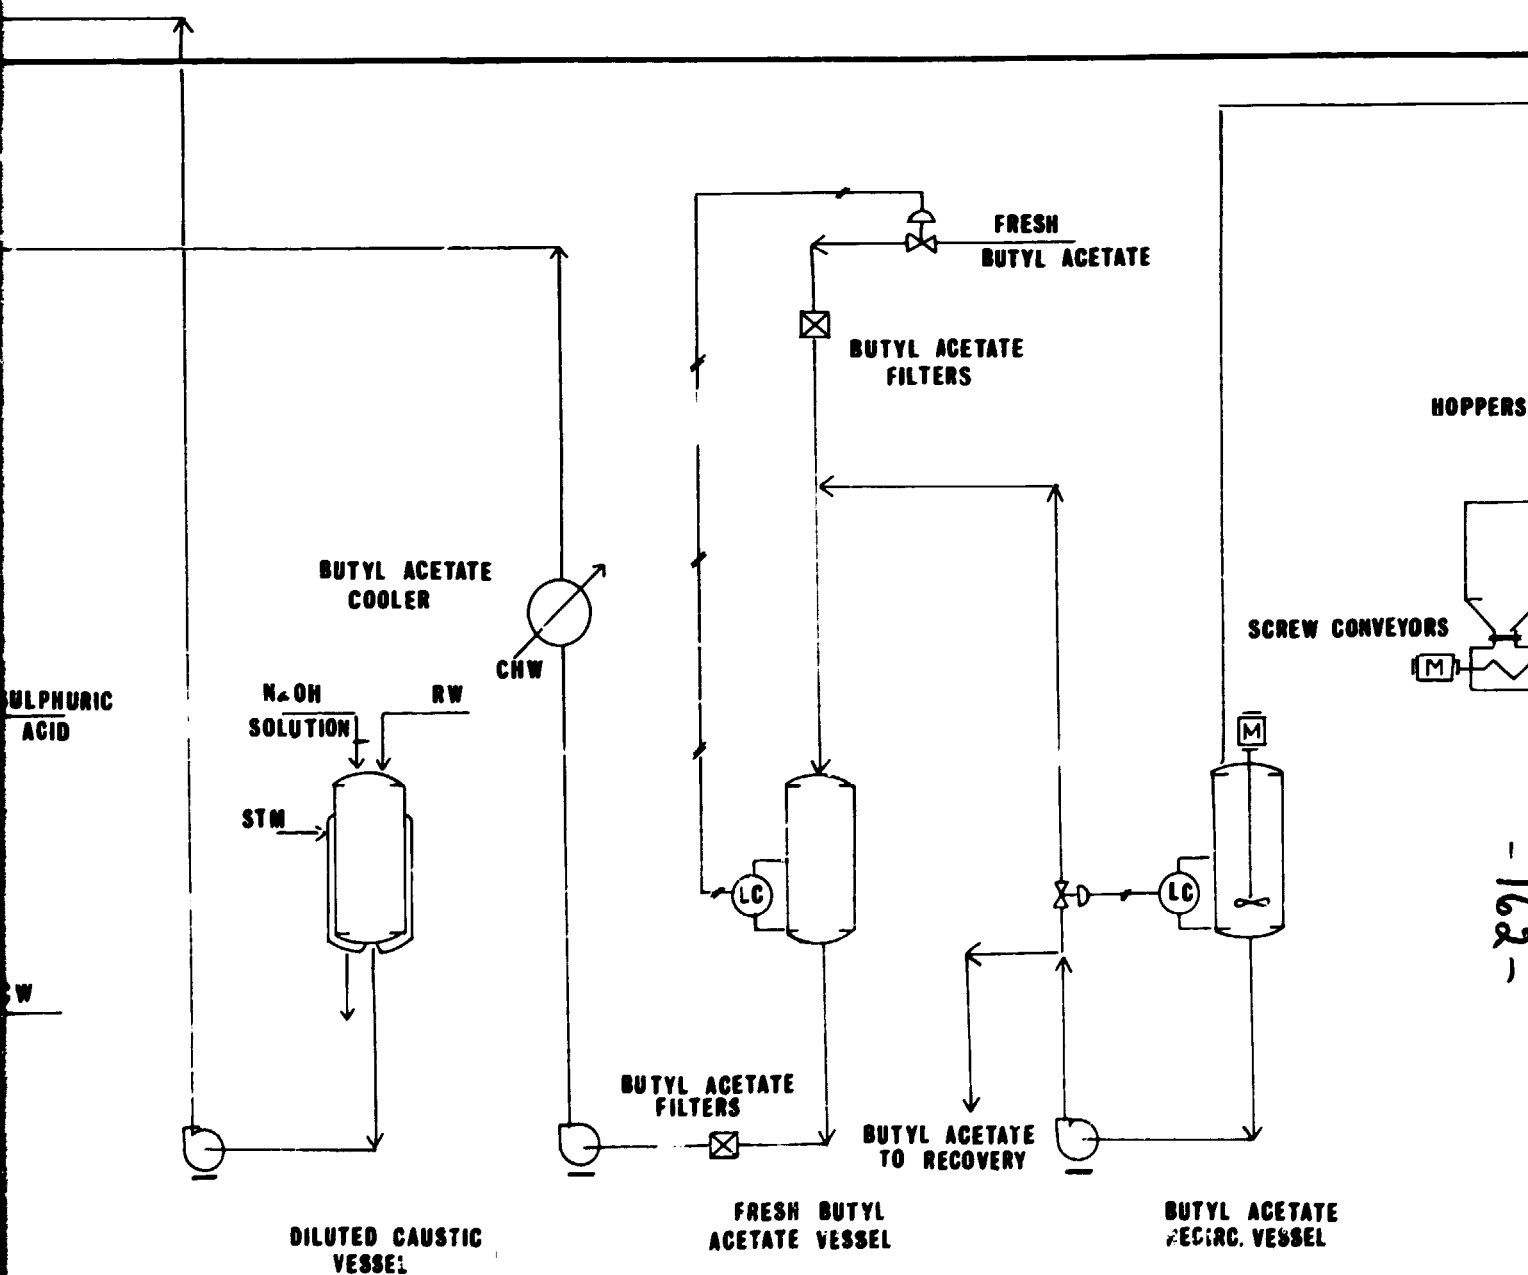 FRESH
BUTYL ACETATE
BUTYL ACETATE
FILTERS
HOPPERS
BUTYL ACETATE
COOLER
CHW
SCREW CONVEYORS
M
SULPHURIC
ACID
NaOH
SOLUTION
RW
M
STM
LC
LC
-162-
CW
BUTYL ACETATE
FILTERS
BUTYL ACETATE
TO RECOVERY
DILUTED CAUSTIC
VESSEL
FRESH BUTYL
ACETATE VESSEL
BUTYL ACETATE
RECIRC. VESSEL